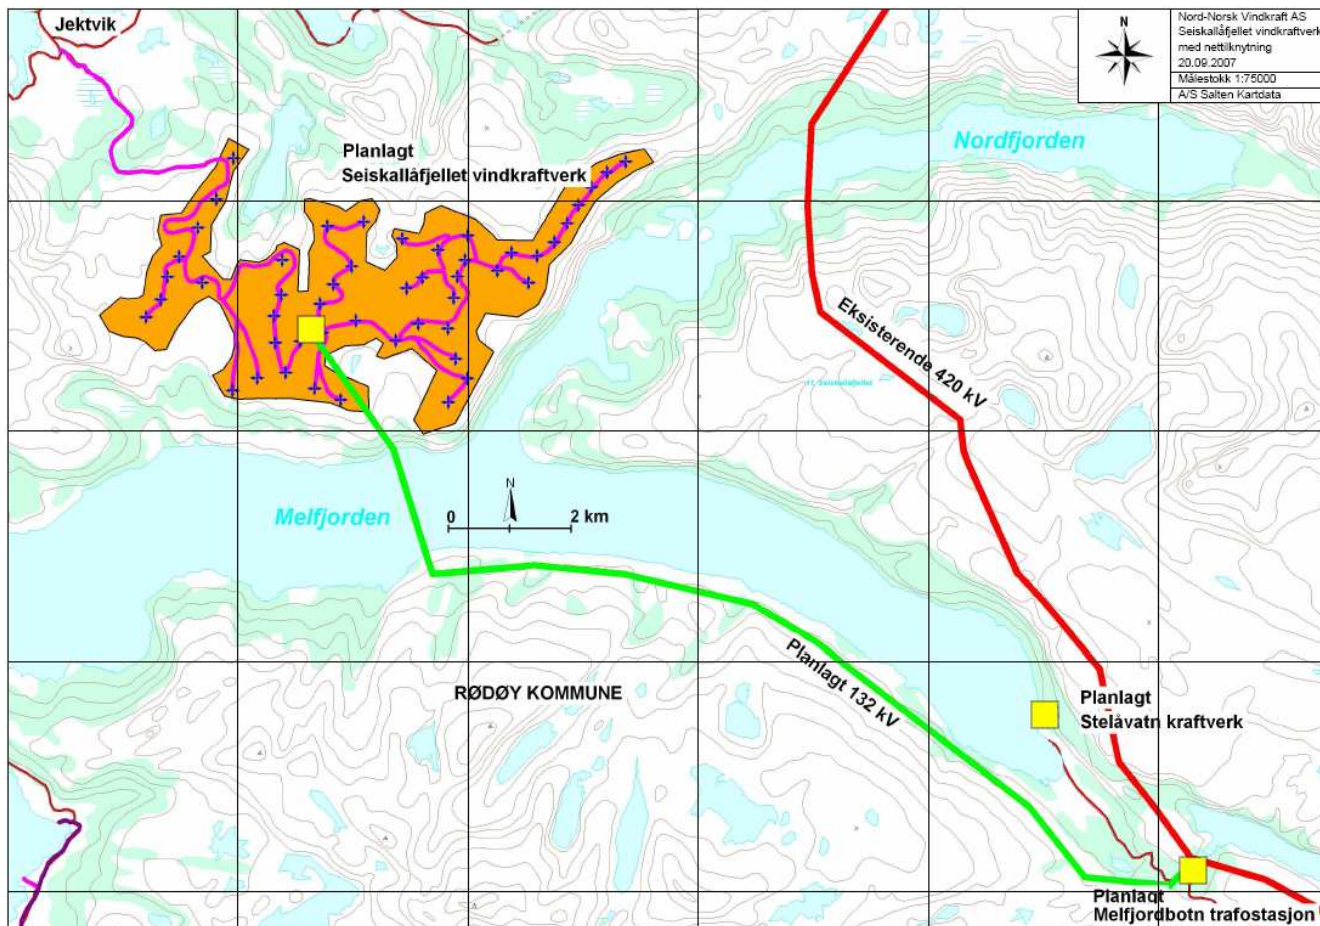 Jektvik
N
Nord-Norsk Vindkraft AS
Seiskallåfjellet vindkraftverk
med nettilknytning
20.09.2007
Målestokk 1:75000
A/S Salten Kartdata
Nordfjorden
Planlagt
Seiskallåfjellet vindkraftverk
Eksisterende 420 kV
Melfjorden
N
0 2 km
RØDØY KOMMUNE
Planlagt 132 kV
Planlagt
Stelåvatn kraftverk
Planlagt
Melfjordbotn trafostasjon